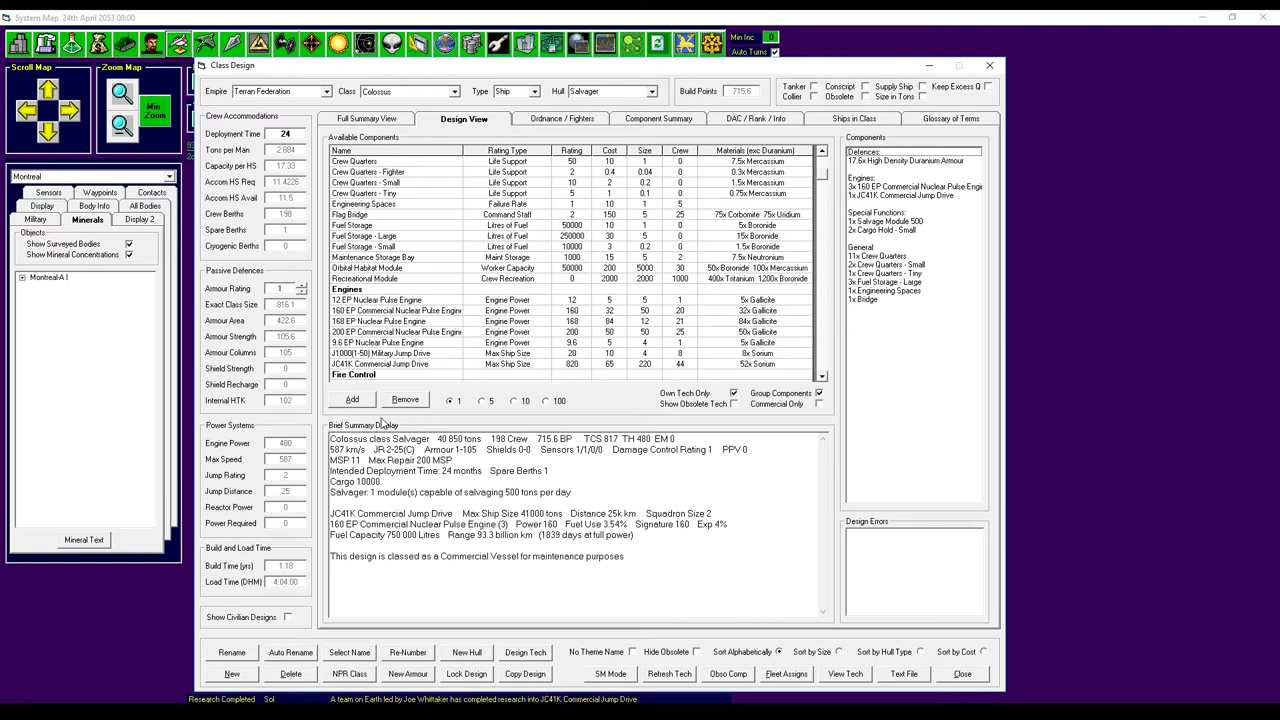 System Map  24th April 2053 08:00
Min Inc 0
Auto Turns
Scroll Map
Zoom Map
Min
Zoom
Montreal
Sensors Waypoints Contacts
Display Body Info All Bodies
Military Minerals Display 2
Objects
Show Surveyed Bodies
Show Mineral Concentrations
Montreal-A I
Mineral Text
Class Design
Empire Terran Federation Class Colossus Type Ship Hull Salvager Build Points 715.6
Tanker Conscript Supply Ship Keep Excess Q
Collier Obsolete Size in Tons
Crew Accommodations
Deployment Time 24
Tons per Man 2.884
Capacity per HS 17.33
Accom HS Req 11.4226
Accom HS Avail 11.5
Crew Berths 198
Spare Berths 1
Cryogenic Berths 0
Passive Defences
Armour Rating 1
Exact Class Size 816.1
Armour Area 422.6
Armour Strength 105.6
Armour Columns 105
Shield Strength 0
Shield Recharge 0
Internal HTK 102
Power Systems
Engine Power 480
Max Speed 587
Jump Rating 2
Jump Distance 25
Reactor Power 0
Power Required 0
Build and Load Time
Build Time (yrs) 1.18
Load Time (DHM) 4:04:00
Show Civilian Designs
Full Summary View Design View Ordnance / Fighters Component Summary DAC / Rank / Info Ships in Class Glossary of Terms
Available Components
Name Rating Type Rating Cost Size Crew Materials (exc Duranium)
Crew Quarters Life Support 50 10 1 0 7.5x Mercassium
Crew Quarters - Fighter Life Support 2 0.4 0.04 0 0.3x Mercassium
Crew Quarters - Small Life Support 10 2 0.2 0 1.5x Mercassium
Crew Quarters - Tiny Life Support 5 1 0.1 0 0.75x Mercassium
Engineering Spaces Failure Rate 1 10 1 5
Flag Bridge Command Staff 2 150 5 25 75x Corbomite 75x Uridium
Fuel Storage Litres of Fuel 50000 10 1 0 5x Boronide
Fuel Storage - Large Litres of Fuel 250000 30 5 0 15x Boronide
Fuel Storage - Small Litres of Fuel 10000 3 0.2 0 1.5x Boronide
Maintenance Storage Bay Maint Storage 1000 15 5 2 7.5x Neutronium
Orbital Habitat Module Worker Capacity 50000 200 5000 30 50x Boronide 100x Mercassium
Recreational Module Crew Recreation 0 2000 2000 1000 400x Tritanium 1200x Boronide
Engines
12 EP Nuclear Pulse Engine Engine Power 12 5 5 1 5x Gallicite
160 EP Commercial Nuclear Pulse Engine Engine Power 160 32 50 20 32x Gallicite
168 EP Nuclear Pulse Engine Engine Power 168 84 12 21 84x Gallicite
200 EP Commercial Nuclear Pulse Engine Engine Power 200 50 50 25 50x Gallicite
9.6 EP Nuclear Pulse Engine Engine Power 9.6 5 4 1 5x Gallicite
J1000(1-50) Military Jump Drive Max Ship Size 20 10 4 8 8x Sorium
JC41K Commercial Jump Drive Max Ship Size 820 65 220 44 52x Sorium
Fire Control
Add Remove 1 5 10 100
Own Tech Only Group Components
Show Obsolete Tech Commercial Only
Brief Summary Display
Colossus class Salvager 40 850 tons 198 Crew 715.6 BP TCS 817 TH 480 EM 0
587 km/s JR 2-25(C) Armour 1-105 Shields 0-0 Sensors 1/1/0/0 Damage Control Rating 1 PPV 0
MSP 11 Max Repair 200 MSP
Intended Deployment Time: 24 months Spare Berths 1
Cargo 10000
Salvager: 1 module(s) capable of salvaging 500 tons per day
JC41K Commercial Jump Drive Max Ship Size 41000 tons Distance 25k km Squadron Size 2
160 EP Commercial Nuclear Pulse Engine (3) Power 160 Fuel Use 3.54% Signature 160 Exp 4%
Fuel Capacity 750 000 Litres Range 93.3 billion km (1839 days at full power)
This design is classed as a Commercial Vessel for maintenance purposes
Components
Defences:
17.6x High Density Duranium Armour
Engines:
3x 160 EP Commercial Nuclear Pulse Engi
1x JC41K Commercial Jump Drive
Special Functions:
1x Salvage Module 500
2x Cargo Hold - Small
General:
11x Crew Quarters
2x Crew Quarters - Small
1x Crew Quarters - Tiny
3x Fuel Storage - Large
1x Engineering Spaces
1x Bridge
Design Errors
Rename Auto Rename Select Name Re-Number New Hull Design Tech No Theme Name Hide Obsolete Sort Alphabetically Sort by Size Sort by Hull Type Sort by Cost
New Delete NPR Class New Armour Lock Design Copy Design SM Mode Refresh Tech Obso Comp Fleet Assigns View Tech Text File Close
Research Completed Sol A team on Earth led by Joe Whittaker has completed research into JC41K Commercial Jump Drive